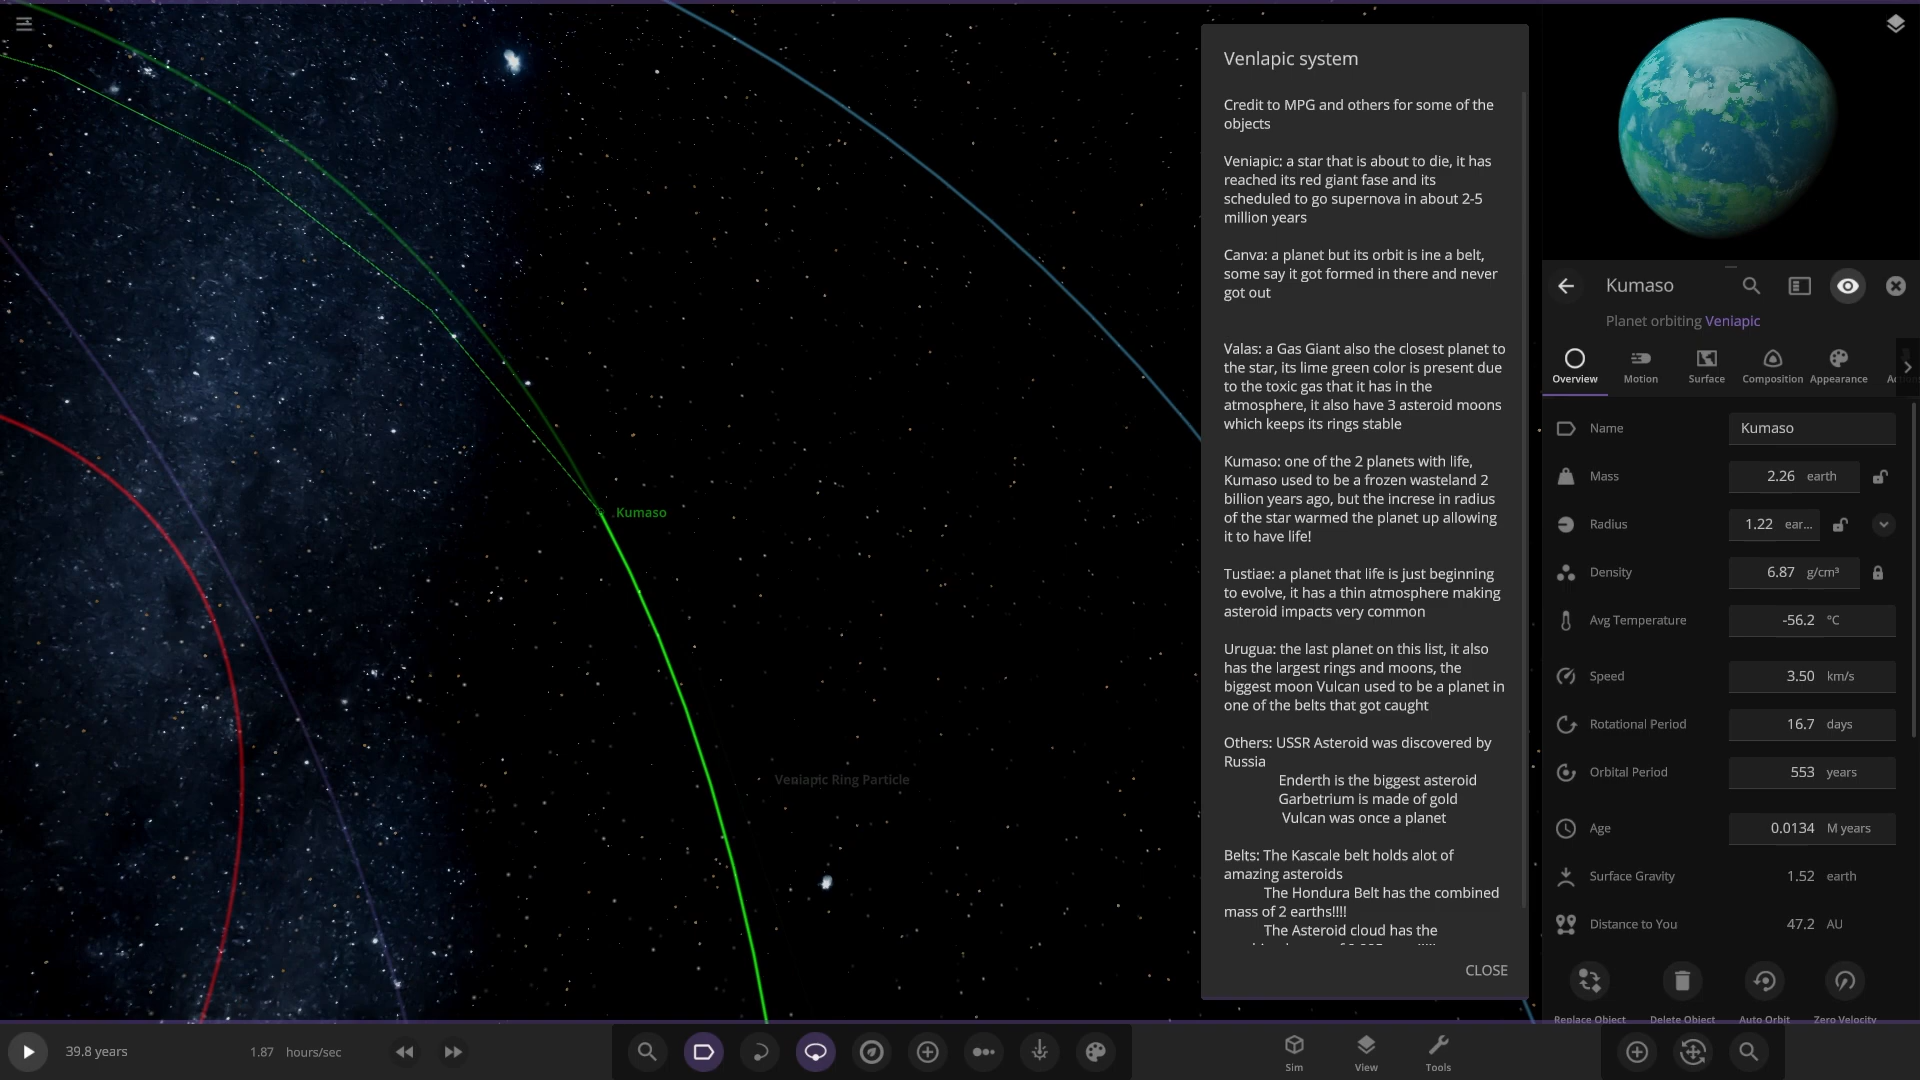 Venlapic system
Credit to MPG and others for some of the
objects
Veniapic: a star that is about to die, it has
reached its red giant fase and its
scheduled to go supernova in about 2-5
million years
Canva: a planet but its orbit is ine a belt,
some say it got formed in there and never
got out
Valas: a Gas Giant also the closest planet to
the star, its lime green color is present due
to the toxic gas that it has in the
atmosphere, it also have 3 asteroid moons
which keeps its rings stable
Kumaso: one of the 2 planets with life,
Kumaso used to be a frozen wasteland 2
billion years ago, but the increse in radius
of the star warmed the planet up allowing
it to have life!
Tustiae: a planet that life is just beginning
to evolve, it has a thin atmosphere making
asteroid impacts very common
Urugua: the last planet on this list, it also
has the largest rings and moons, the
biggest moon Vulcan used to be a planet in
one of the belts that got caught
Others: USSR Asteroid was discovered by
Russia
Enderth is the biggest asteroid
Garbetrium is made of gold
Vulcan was once a planet
Belts: The Kascale belt holds alot of
amazing asteroids
The Hondura Belt has the combined
mass of 2 earths!!!!
The Asteroid cloud has the
CLOSE
Kumaso
Veniapic Ring Particle
Kumaso
Planet orbiting Veniapic
Overview Motion Surface Composition Appearance
Name Kumaso
Mass 2.26 earth
Radius 1.22 ear...
Density 6.87 g/cm³
Avg Temperature -56.2 °C
Speed 3.50 km/s
Rotational Period 16.7 days
Orbital Period 553 years
Age 0.0134 M years
Surface Gravity 1.52 earth
Distance to You 47.2 AU
Replace Object Delete Object Auto Orbit Zero Velocity
39.8 years 1.87 hours/sec
Sim View Tools